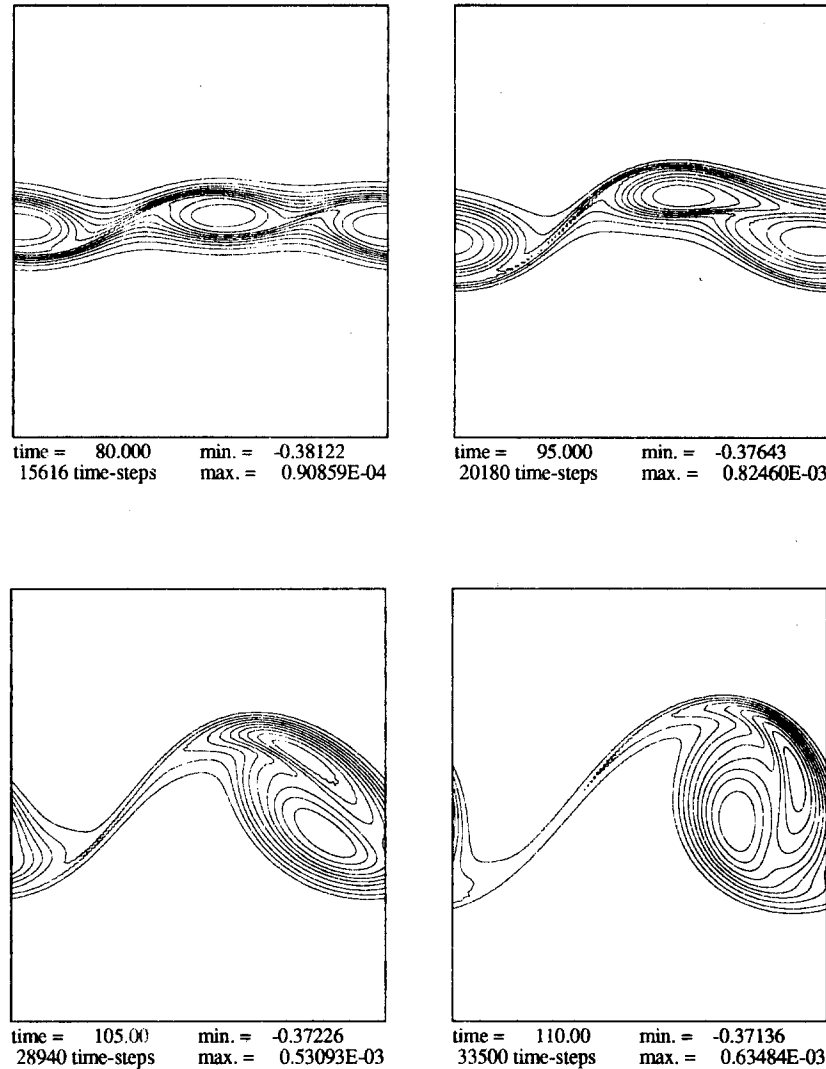 time = 80.000 min. = -0.38122
15616 time-steps max. = 0.90859E-04
time = 95.000 min. = -0.37643
20180 time-steps max. = 0.82460E-03
time = 105.00 min. = -0.37226
28940 time-steps max. = 0.53093E-03
time = 110.00 min. = -0.37136
33500 time-steps max. = 0.63484E-03